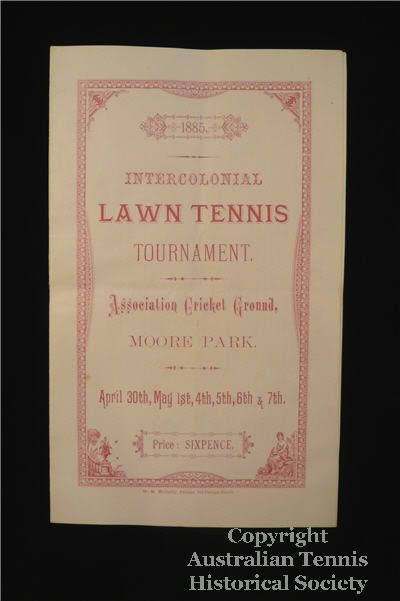 1885.
INTERCOLONIAL
LAWN TENNIS
TOURNAMENT.
Association Cricket Ground,
MOORE PARK.
April 30th, May 1st, 4th, 5th, 6th & 7th.
Price: SIXPENCE.
Copyright
Australian Tennis
Historical Society